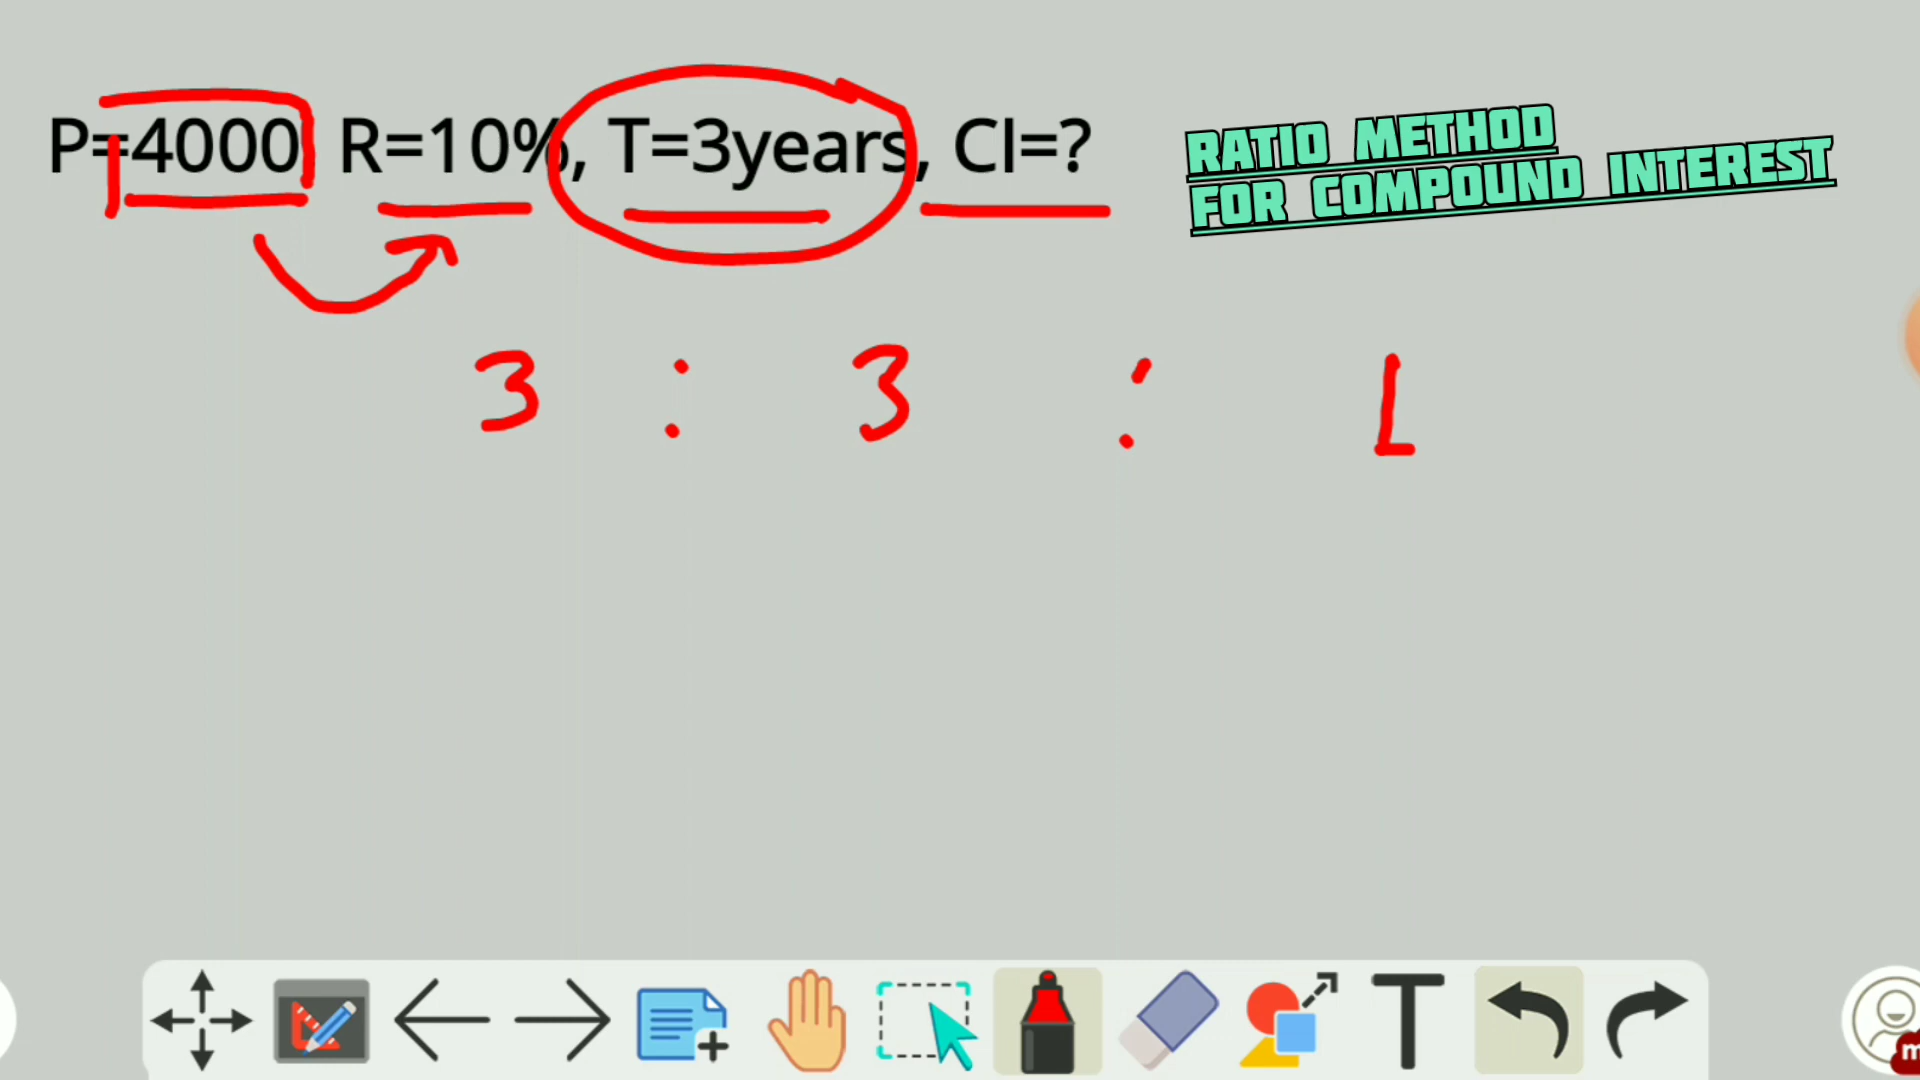 P=4000, R=10%, T=3years, CI=?
RATIO METHOD
FOR COMPOUND INTEREST
3 : 3 : 1
T